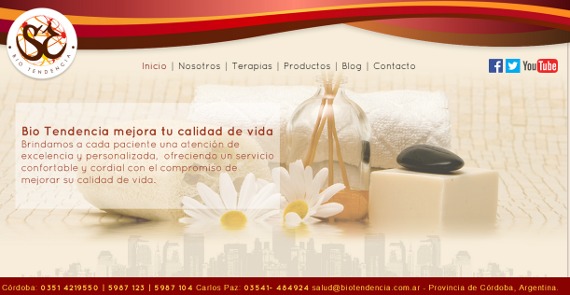 BIO TENDENCIA
Inicio | Nosotros | Terapias | Productos | Blog | Contacto
YouTube
Bio Tendencia mejora tu calidad de vida
Brindamos a cada paciente una atención de
excelencia y personalizada, ofreciendo un servicio
confortable y cordial con el compromiso de
mejorar su calidad de vida.
Córdoba: 0351 4219550 | 5987 123 | 5987 104 Carlos Paz: 03541- 484924 salud@biotendencia.com.ar - Provincia de Córdoba, Argentina.